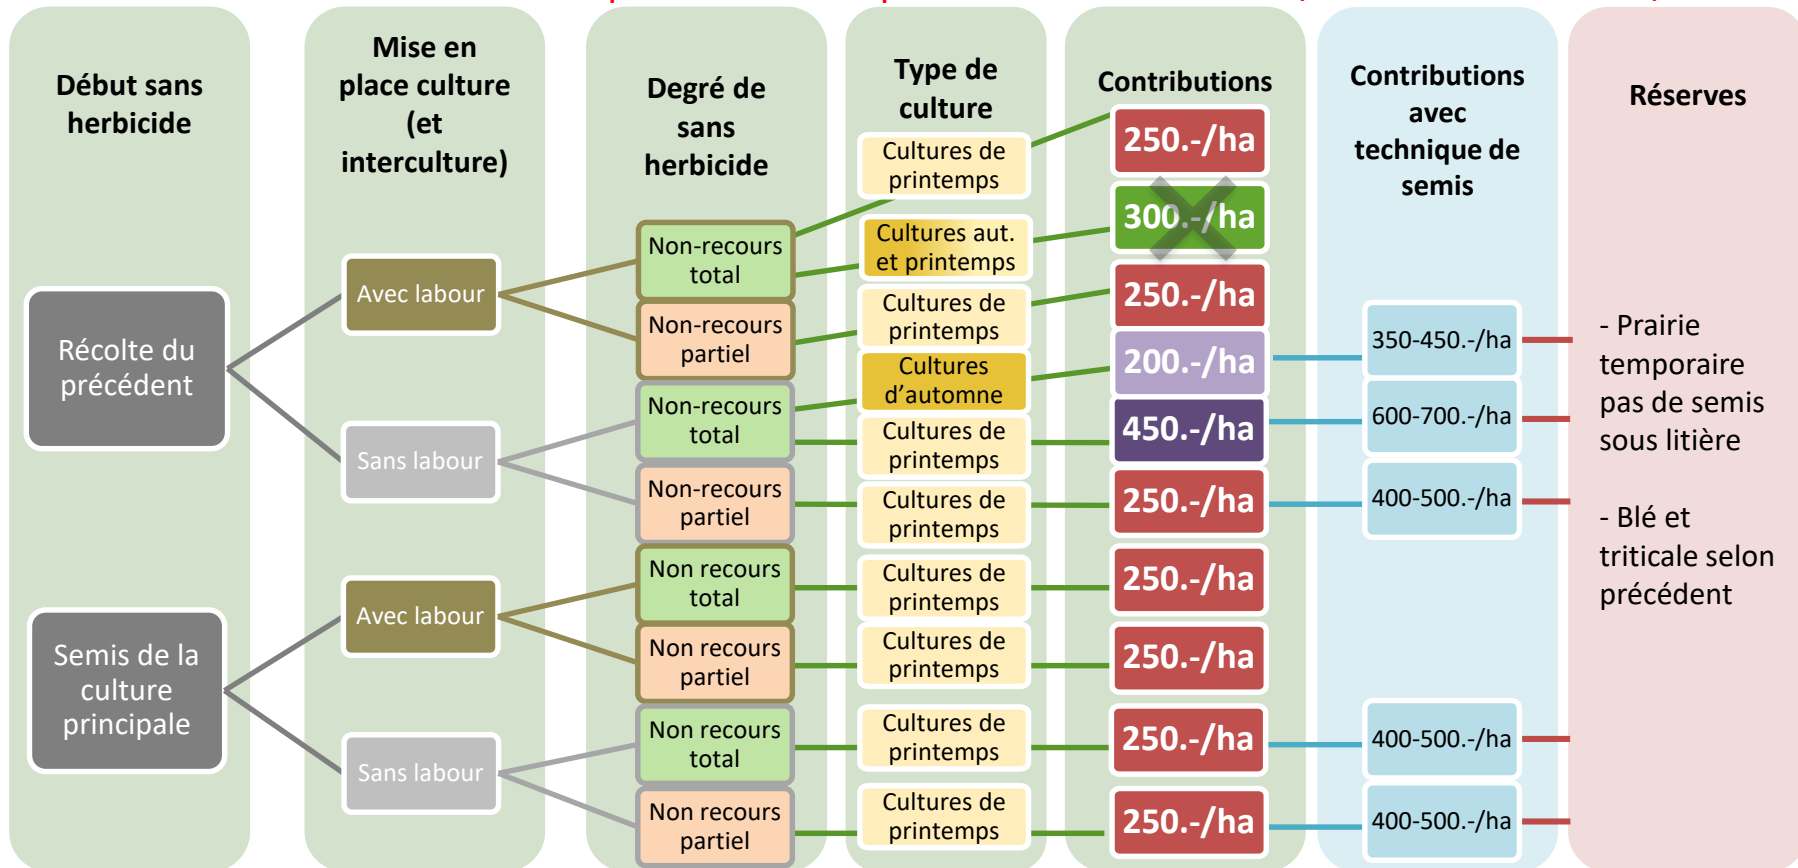 Début sans
herbicide
Mise en
place culture
(et
interculture)
Degré de
sans
herbicide
Type de
culture
Contributions
Contributions
avec
technique de
semis
Réserves
Récolte du
précédent
Semis de la
culture
principale
Avec labour
Sans labour
Avec labour
Sans labour
Non-recours
total
Non-recours
partiel
Non-recours
total
Non-recours
partiel
Non recours
total
Non recours
partiel
Non recours
total
Non recours
partiel
Cultures de
printemps
Cultures aut.
et printemps
Cultures de
printemps
Cultures
d’automne
Cultures de
printemps
Cultures de
printemps
Cultures de
printemps
Cultures de
printemps
Cultures de
printemps
Cultures de
printemps
250.-/ha
300.-/ha
250.-/ha
200.-/ha
450.-/ha
250.-/ha
250.-/ha
250.-/ha
250.-/ha
250.-/ha
350-450.-/ha
600-700.-/ha
400-500.-/ha
400-500.-/ha
400-500.-/ha
- Prairie
temporaire
pas de semis
sous litière
- Blé et
triticale selon
précédent